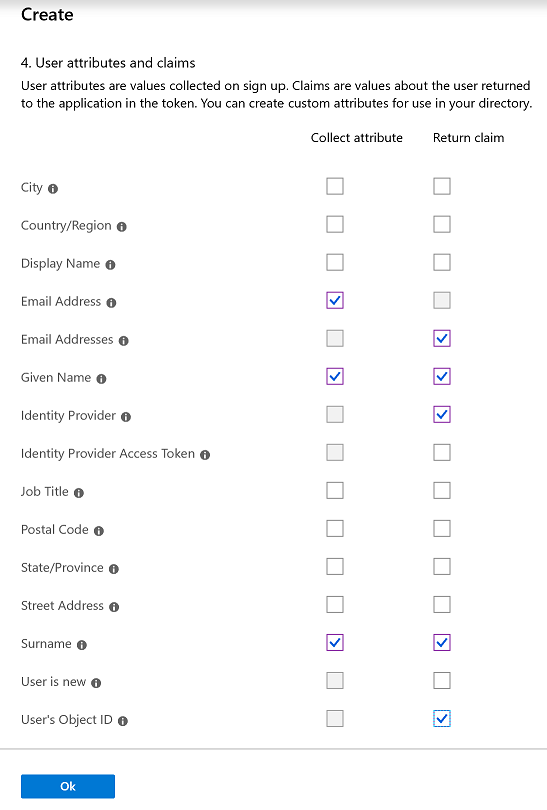 Create
4. User attributes and claims
User attributes are values collected on sign up. Claims are values about the user returned
to the application in the token. You can create custom attributes for use in your directory.
Collect attribute Return claim
City
Country/Region
Display Name
Email Address
Email Addresses
Given Name
Identity Provider
Identity Provider Access Token
Job Title
Postal Code
State/Province
Street Address
Surname
User is new
User's Object ID
Ok